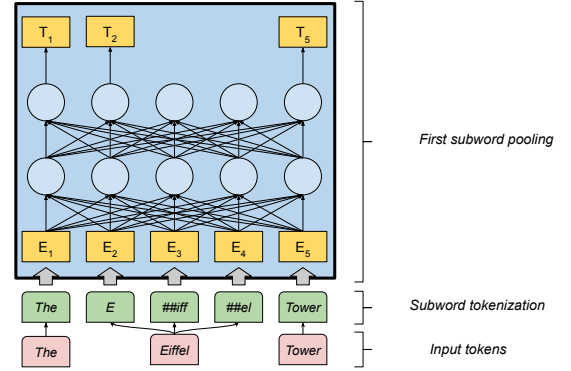 T1 T2 T5
First subword pooling
E1 E2 E3 E4 E5
The E ##iff ##el Tower Subword tokenization
The Eiffel Tower Input tokens